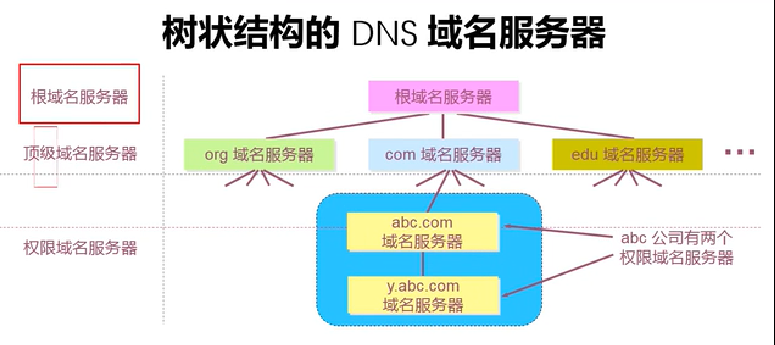 树状结构的 DNS 域名服务器
根域名服务器
根域名服务器
顶级域名服务器
org 域名服务器
com 域名服务器
edu 域名服务器
...
权限域名服务器
abc.com
域名服务器
y.abc.com
域名服务器
abc 公司有两个
权限域名服务器